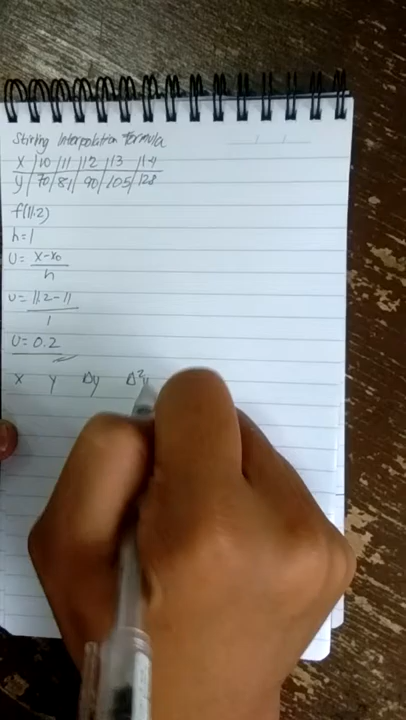 Stirling Interpolation Formula
X | 10 | 11 | 12 | 13 | 14
y | 70 | 81 | 90 | 105 | 128
f(11.2)
h=1
U = x-x0 / h
u = 11.2-11 / 1
U = 0.2
x y Δy Δ²y